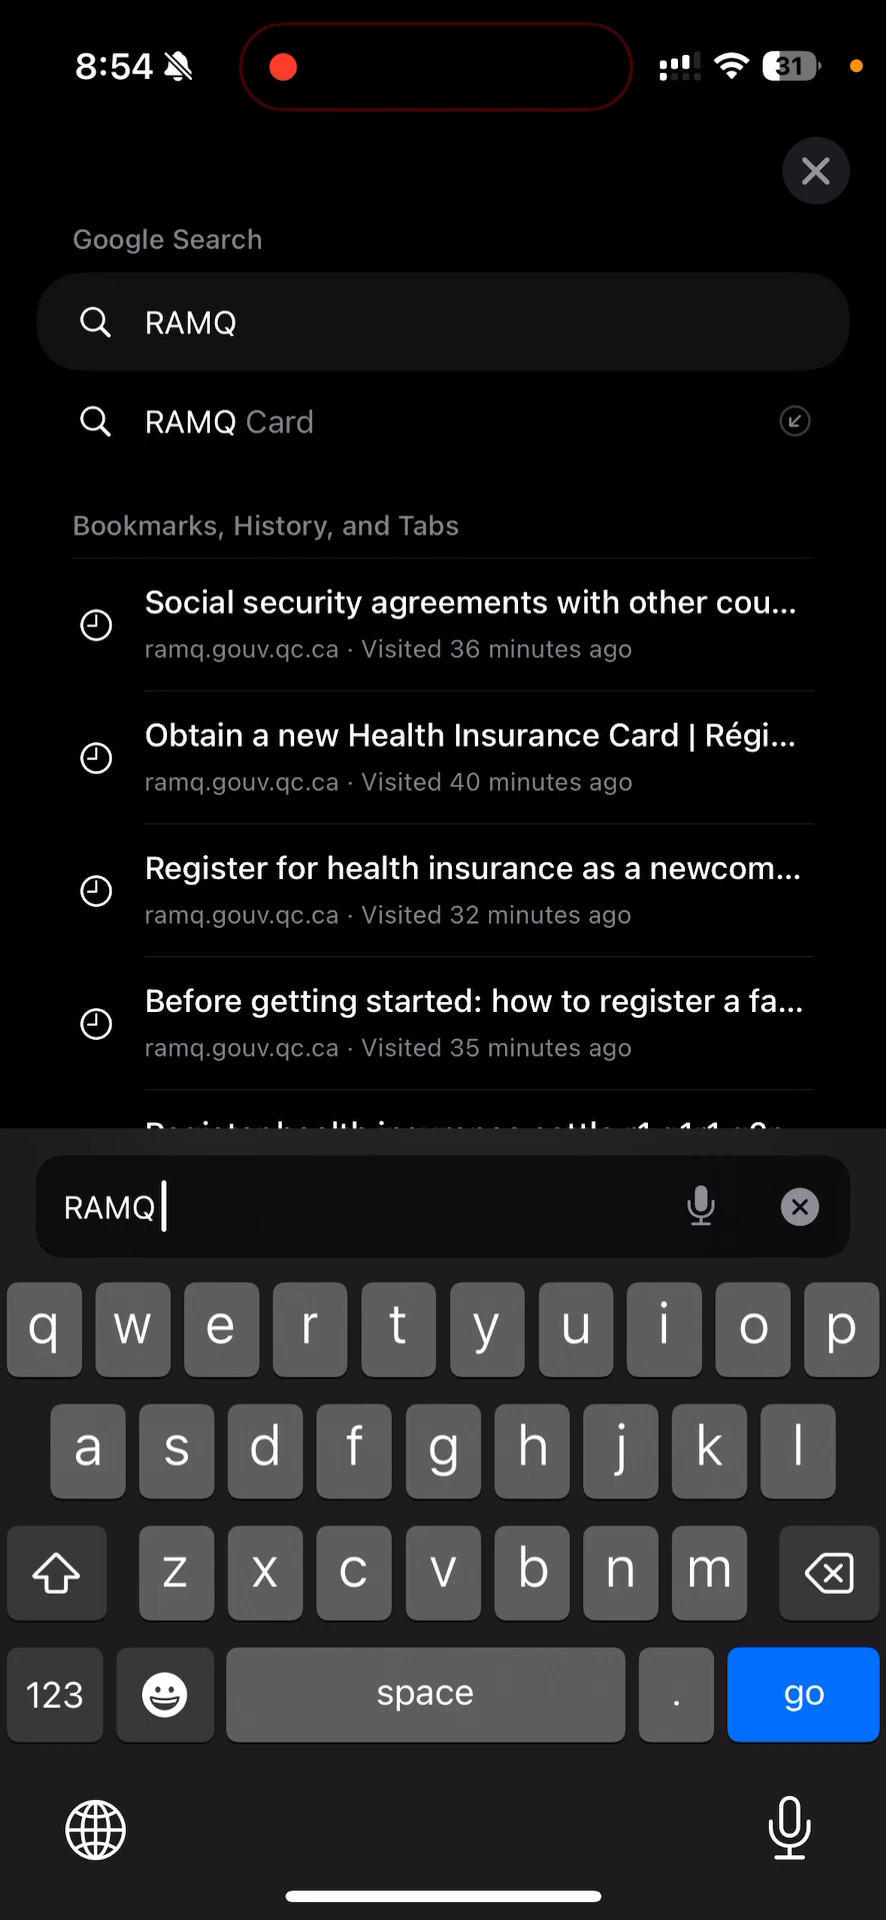 8:54
31
Google Search
RAMQ
RAMQ Card
Bookmarks, History, and Tabs
Social security agreements with other cou...
ramq.gouv.qc.ca · Visited 36 minutes ago
Obtain a new Health Insurance Card | Régi...
ramq.gouv.qc.ca · Visited 40 minutes ago
Register for health insurance as a newcom...
ramq.gouv.qc.ca · Visited 32 minutes ago
Before getting started: how to register a fa...
ramq.gouv.qc.ca · Visited 35 minutes ago
RAMQ
q w e r t y u i o p
a s d f g h j k l
z x c v b n m
123 space . go